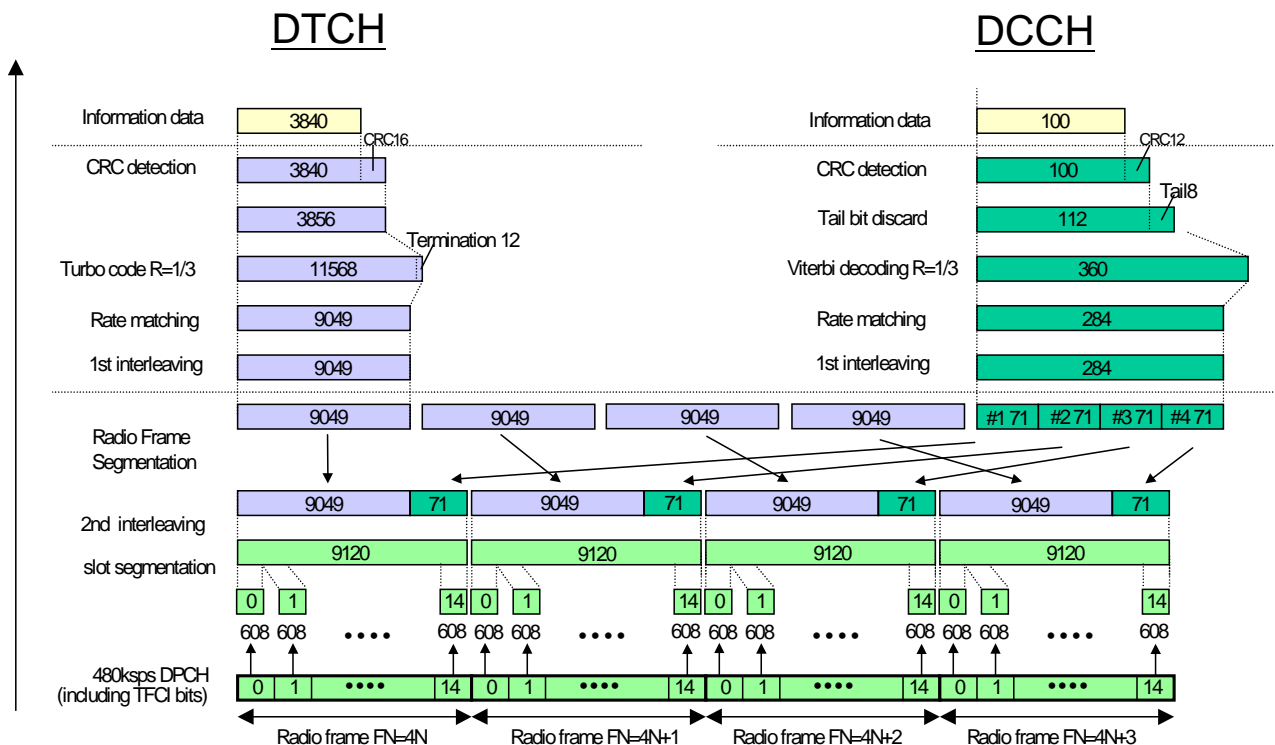 DTCH DCCH
Information data 3840 Information data 100
CRC16 CRC12
CRC detection 3840 CRC detection 100
Tail8
3856 Tail bit discard 112
Termination 12
Turbo code R=1/3 11568 Viterbi decoding R=1/3 360
Rate matching 9049 Rate matching 284
1st interleaving 9049 1st interleaving 284
9049 9049 9049 9049 #1 71 #2 71 #3 71 #4 71
Radio Frame
Segmentation
9049 71 9049 71 9049 71 9049 71
2nd interleaving
9120 9120 9120 9120
slot segmentation
0 1 14 0 1 14 0 1 14 0 1 14
608 608 •••• 608 608 608 •••• 608 608 608 •••• 608 608 608 •••• 608
480ksps DPCH
(including TFCI bits)
0 1 •••• 14 0 1 •••• 14 0 1 •••• 14 0 1 •••• 14
Radio frame FN=4N Radio frame FN=4N+1 Radio frame FN=4N+2 Radio frame FN=4N+3